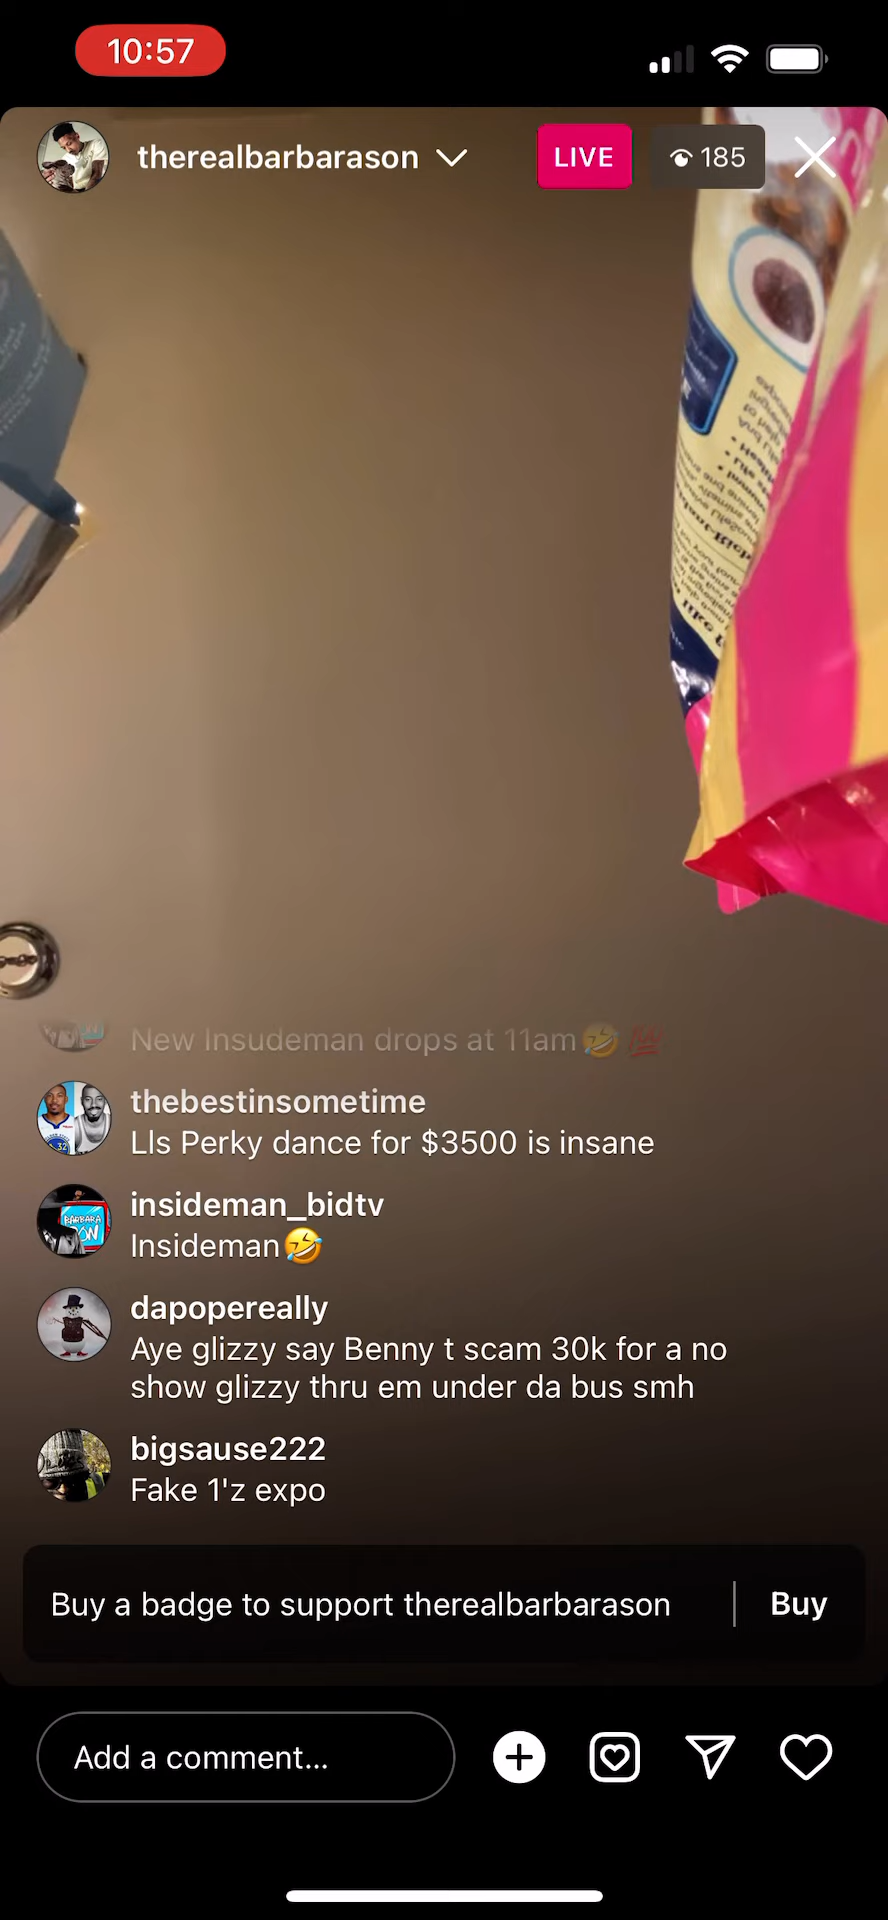 10:57
therealbarbarason
LIVE
185
New Insudeman drops at 11am🤣💯
thebestinsometime
Lls Perky dance for $3500 is insane
insideman_bidtv
Insideman🤣
dapopereally
Aye glizzy say Benny t scam 30k for a no
show glizzy thru em under da bus smh
bigsause222
Fake 1'z expo
Buy a badge to support therealbarbarason
Buy
Add a comment...